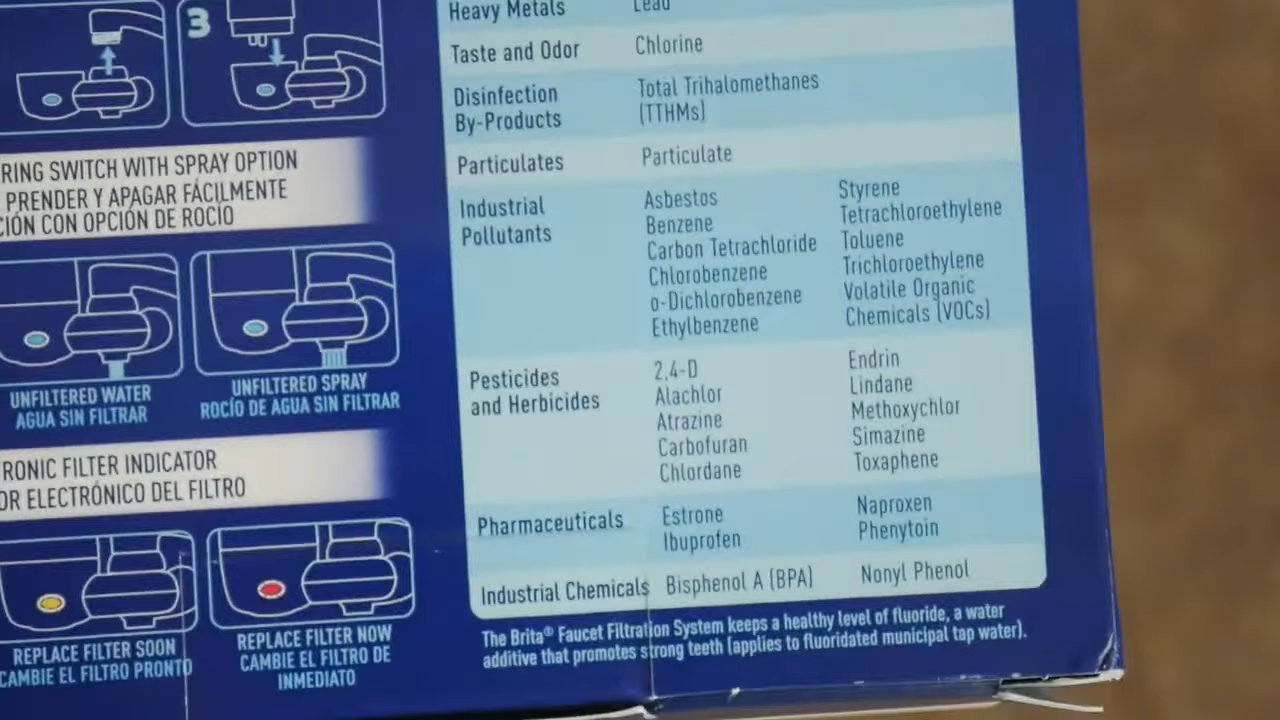 3
RING SWITCH WITH SPRAY OPTION
PRENDER Y APAGAR FÁCILMENTE
CIÓN CON OPCIÓN DE ROCÍO
UNFILTERED WATER
AGUA SIN FILTRAR
UNFILTERED SPRAY
ROCÍO DE AGUA SIN FILTRAR
RONIC FILTER INDICATOR
OR ELECTRÓNICO DEL FILTRO
REPLACE FILTER SOON
CAMBIE EL FILTRO PRONTO
REPLACE FILTER NOW
CAMBIE EL FILTRO DE
INMEDIATO
Heavy Metals Lead
Taste and Odor Chlorine
Disinfection
By-Products
Total Trihalomethanes
(TTHMs)
Particulates Particulate
Industrial
Pollutants
Asbestos
Benzene
Carbon Tetrachloride
Chlorobenzene
o-Dichlorobenzene
Ethylbenzene
Styrene
Tetrachloroethylene
Toluene
Trichloroethylene
Volatile Organic
Chemicals (VOCs)
Pesticides
and Herbicides
2,4-D
Alachlor
Atrazine
Carbofuran
Chlordane
Endrin
Lindane
Methoxychlor
Simazine
Toxaphene
Pharmaceuticals
Estrone
Ibuprofen
Naproxen
Phenytoin
Industrial Chemicals Bisphenol A (BPA) Nonyl Phenol
The Brita® Faucet Filtration System keeps a healthy level of fluoride, a water
additive that promotes strong teeth (applies to fluoridated municipal tap water).